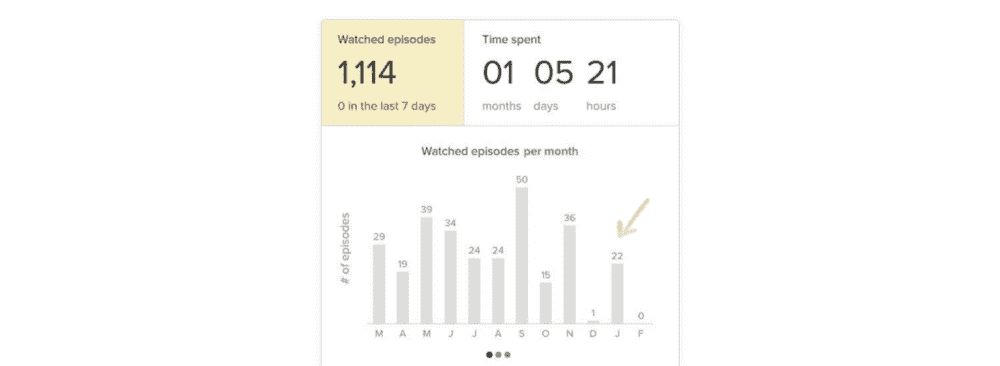 Watched episodes
1,114
0 in the last 7 days
Time spent
01 05 21
months days hours
Watched episodes per month
# of episodes
29 19 39 34 24 24 50 15 36 1 22 0
M A M J J A S O N D J F